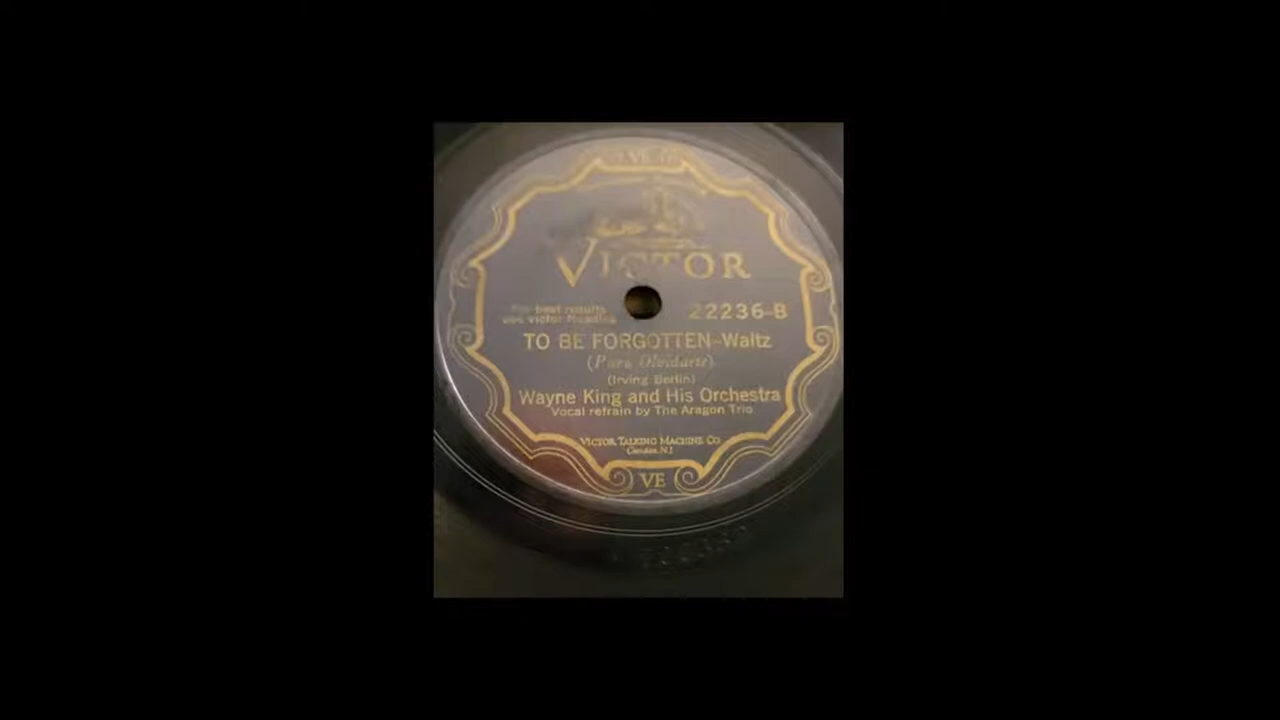 VE
VICTOR
For best results
use Victor Needles
22236-B
TO BE FORGOTTEN-Waltz
(Para Olvidarte)
(Irving Berlin)
Wayne King and His Orchestra
Vocal refrain by The Aragon Trio
VICTOR TALKING MACHINE CO.
Camden, N.J.
VE